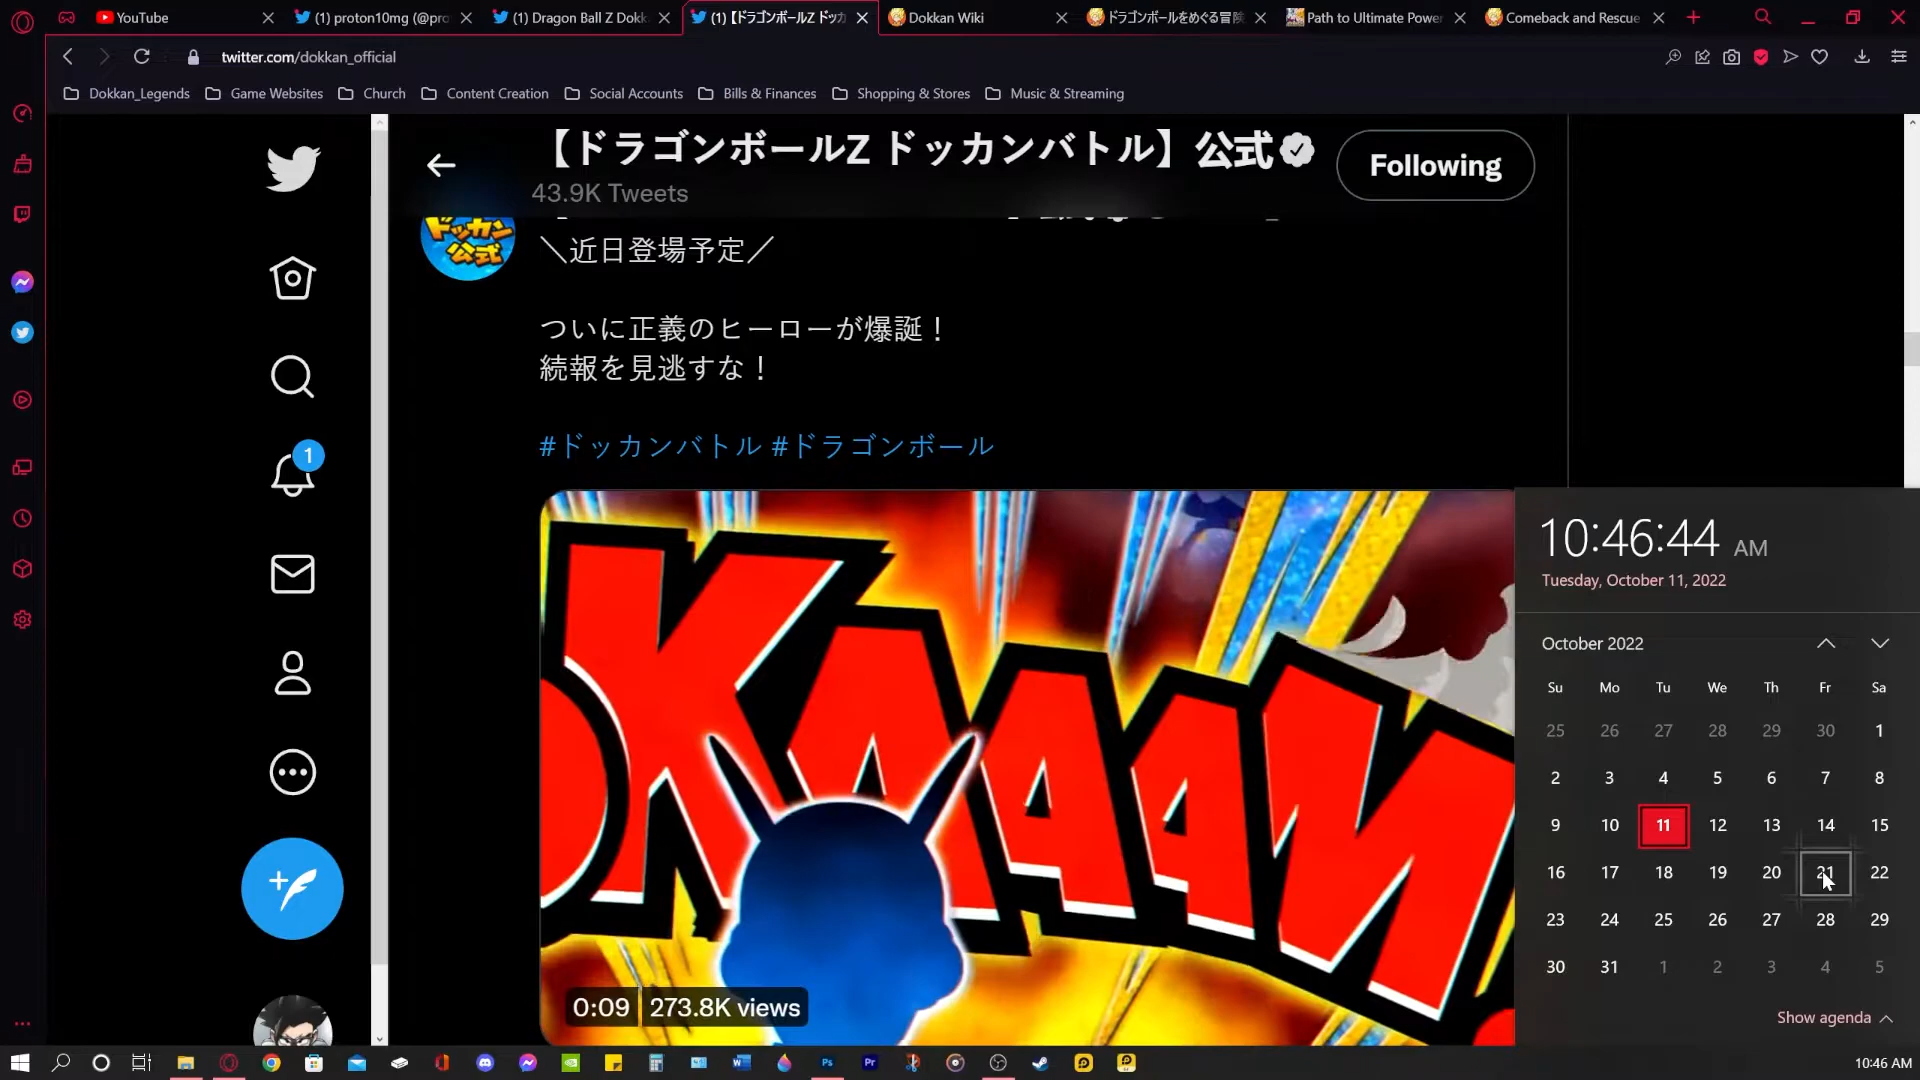 YouTube
(1) proton10mg (@pro
(1) Dragon Ball Z Dokk
(1)【ドラゴンボールZ ドッカ
Dokkan Wiki
ドラゴンボールをめぐる冒険
Path to Ultimate Power
Comeback and Rescue
twitter.com/dokkan_official
Dokkan_Legends
Game Websites
Church
Content Creation
Social Accounts
Bills & Finances
Shopping & Stores
Music & Streaming
【ドラゴンボールZ ドッカンバトル】公式
43.9K Tweets
Following
ドッカン
公式
＼近日登場予定／
ついに正義のヒーローが爆誕！
続報を見逃すな！
#ドッカンバトル #ドラゴンボール
1
OKAAAN
0:09 273.8K views
10:46:44 AM
Tuesday, October 11, 2022
October 2022
Su Mo Tu We Th Fr Sa
25 26 27 28 29 30 1
2 3 4 5 6 7 8
9 10 11 12 13 14 15
16 17 18 19 20 21 22
23 24 25 26 27 28 29
30 31 1 2 3 4 5
Show agenda
10:46 AM